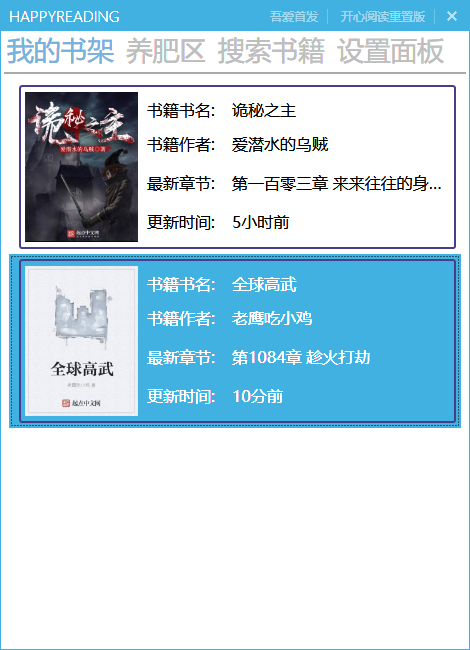 HAPPYREADING 吾爱首发 开心阅读重置版
我的书架 养肥区 搜索书籍 设置面板
诡秘之主
爱潜水的乌贼◎著
起点中文网
书籍书名: 诡秘之主
书籍作者: 爱潜水的乌贼
最新章节: 第一百零三章 来来往往的身...
更新时间: 5小时前
全球高武
老鹰吃小鸡 著
起点中文网
书籍书名: 全球高武
书籍作者: 老鹰吃小鸡
最新章节: 第1084章 趁火打劫
更新时间: 10分前